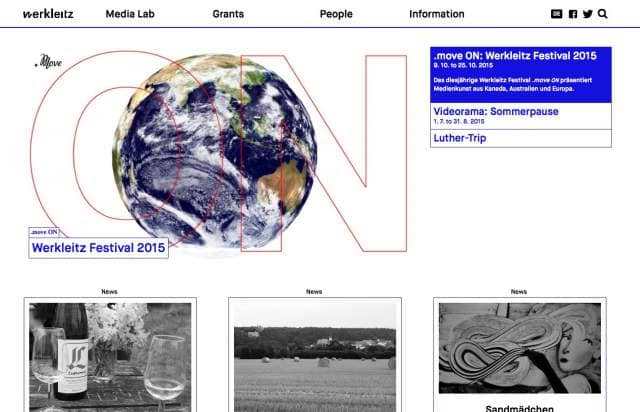 werkleitz
Media Lab
Grants
People
Information
DE
.move
ON
.move ON
Werkleitz Festival 2015
.move ON: Werkleitz Festival 2015
9. 10. to 25. 10. 2015
Das diesjährige Werkleitz Festival .move ON präsentiert
Medienkunst aus Kanada, Australien und Europa.
Videorama: Sommerpause
1. 7. to 31. 8. 2015
Luther-Trip
News
News
News
Sandmädchen